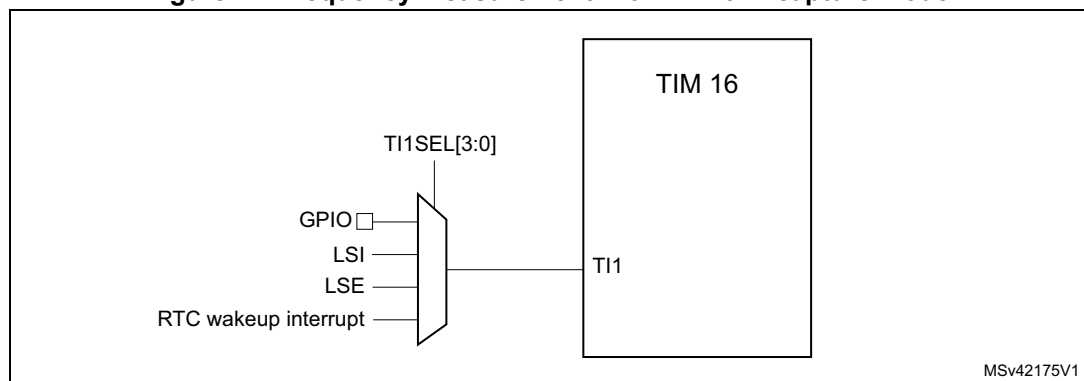 TIM 16
TI1SEL[3:0]
GPIO
LSI
TI1
LSE
RTC wakeup interrupt
MSv42175V1